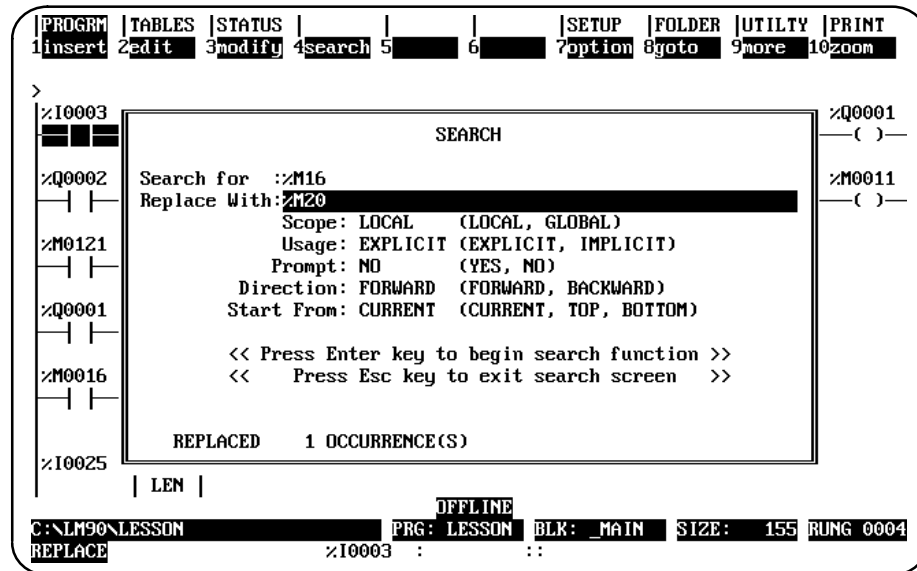 PROGRM |TABLES |STATUS | | | |SETUP |FOLDER |UTILTY |PRINT
1insert 2edit 3modify 4search 5 6 7option 8goto 9more 10zoom
>
%I0003 %Q0001
SEARCH
( )
%Q0002 Search for :%M16 %M0011
Replace With:%M20
( )
Scope: LOCAL (LOCAL, GLOBAL)
%M0121 Usage: EXPLICIT (EXPLICIT, IMPLICIT)
Prompt: NO (YES, NO)
Direction: FORWARD (FORWARD, BACKWARD)
%Q0001 Start From: CURRENT (CURRENT, TOP, BOTTOM)
<< Press Enter key to begin search function >>
%M0016 << Press Esc key to exit search screen >>
REPLACED 1 OCCURRENCE(S)
%I0025
| LEN |
OFFLINE
C:\LM90\LESSON PRG: LESSON BLK: _MAIN SIZE: 155 RUNG 0004
REPLACE %I0003 : ::